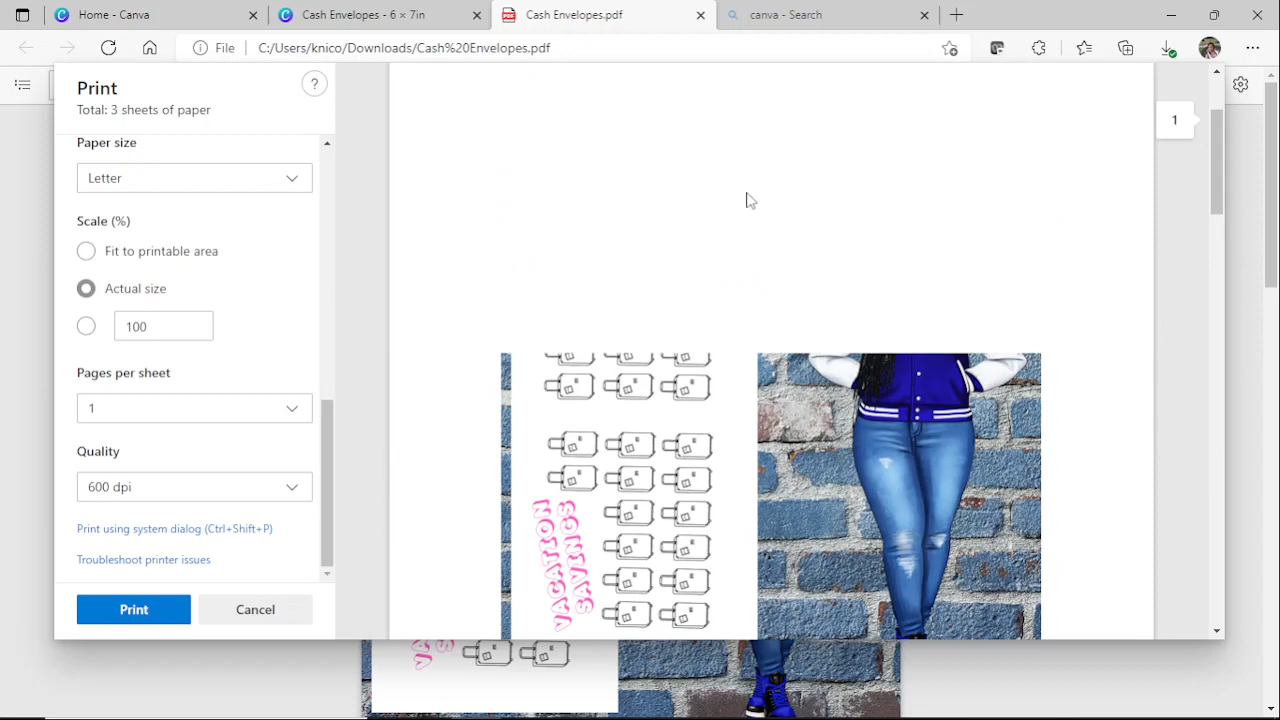 Home - Canva
Cash Envelopes - 6 × 7in
Cash Envelopes.pdf
canva - Search
File
C:/Users/knico/Downloads/Cash%20Envelopes.pdf
Print
?
Total: 3 sheets of paper
1
Paper size
Letter
Scale (%)
Fit to printable area
Actual size
100
Pages per sheet
1
Quality
600 dpi
Print using system dialog (Ctrl+Shift+P)
Troubleshoot printer issues
Print
Cancel
VACATION
SAVINGS